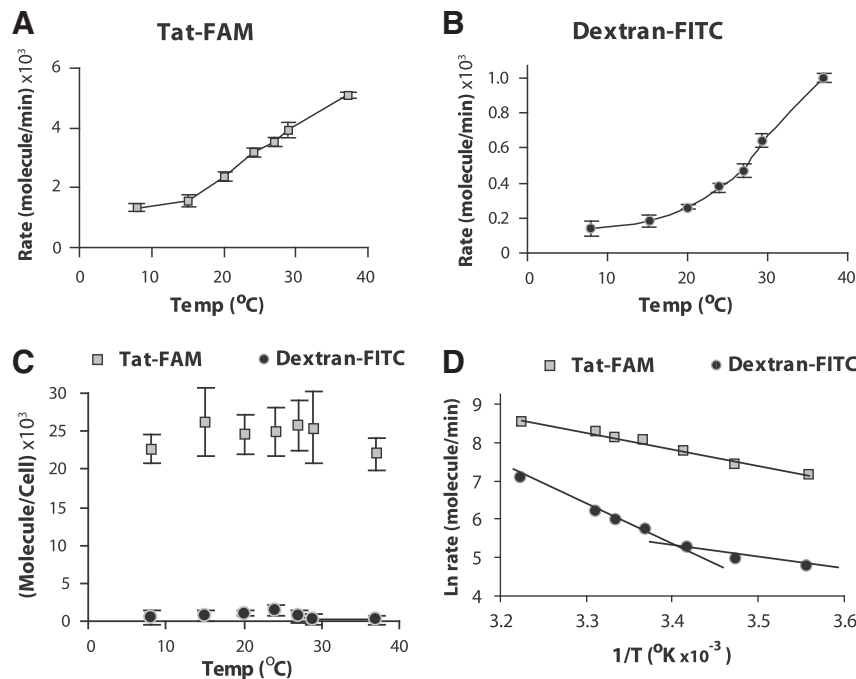 A
Tat-FAM
Rate (molecule/min) x10³
6
4
2
0
0 10 20 30 40
Temp (ᵒC)
B
Dextran-FITC
Rate (molecule/min) x10³
1.0
0.8
0.6
0.4
0.2
0
0 10 20 30 40
Temp (ᵒC)
C
Tat-FAM Dextran-FITC
(Molecule/Cell) x10³
30
25
20
15
10
5
0
0 10 20 30 40
Temp (ᵒC)
D
Tat-FAM Dextran-FITC
Ln rate (molecule/min)
9
8
7
6
5
4
3.2 3.3 3.4 3.5 3.6
1/T (ᵒK x10⁻³)